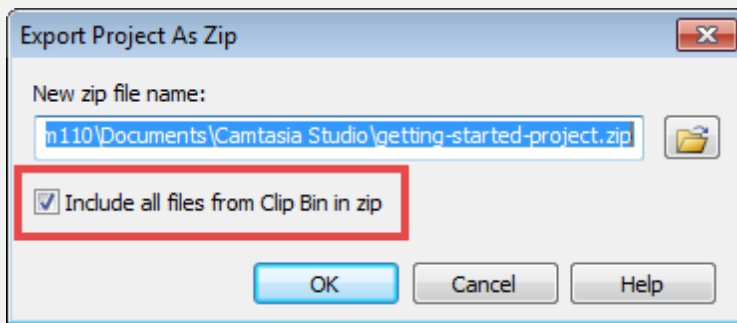 Export Project As Zip
New zip file name:
m110\Documents\Camtasia Studio\getting-started-project.zip
Include all files from Clip Bin in zip
OK Cancel Help